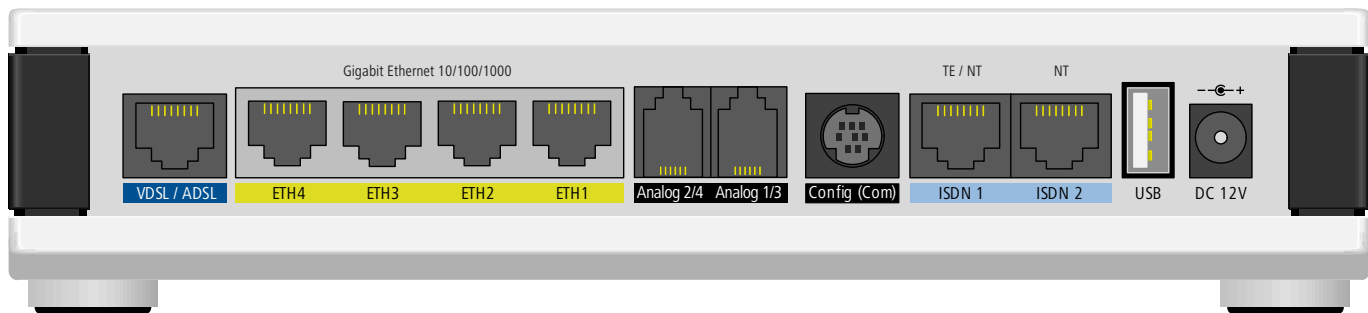 Gigabit Ethernet 10/100/1000
TE / NT
NT
- +
VDSL / ADSL
ETH4
ETH3
ETH2
ETH1
Analog 2/4
Analog 1/3
Config (Com)
ISDN 1
ISDN 2
USB
DC 12V